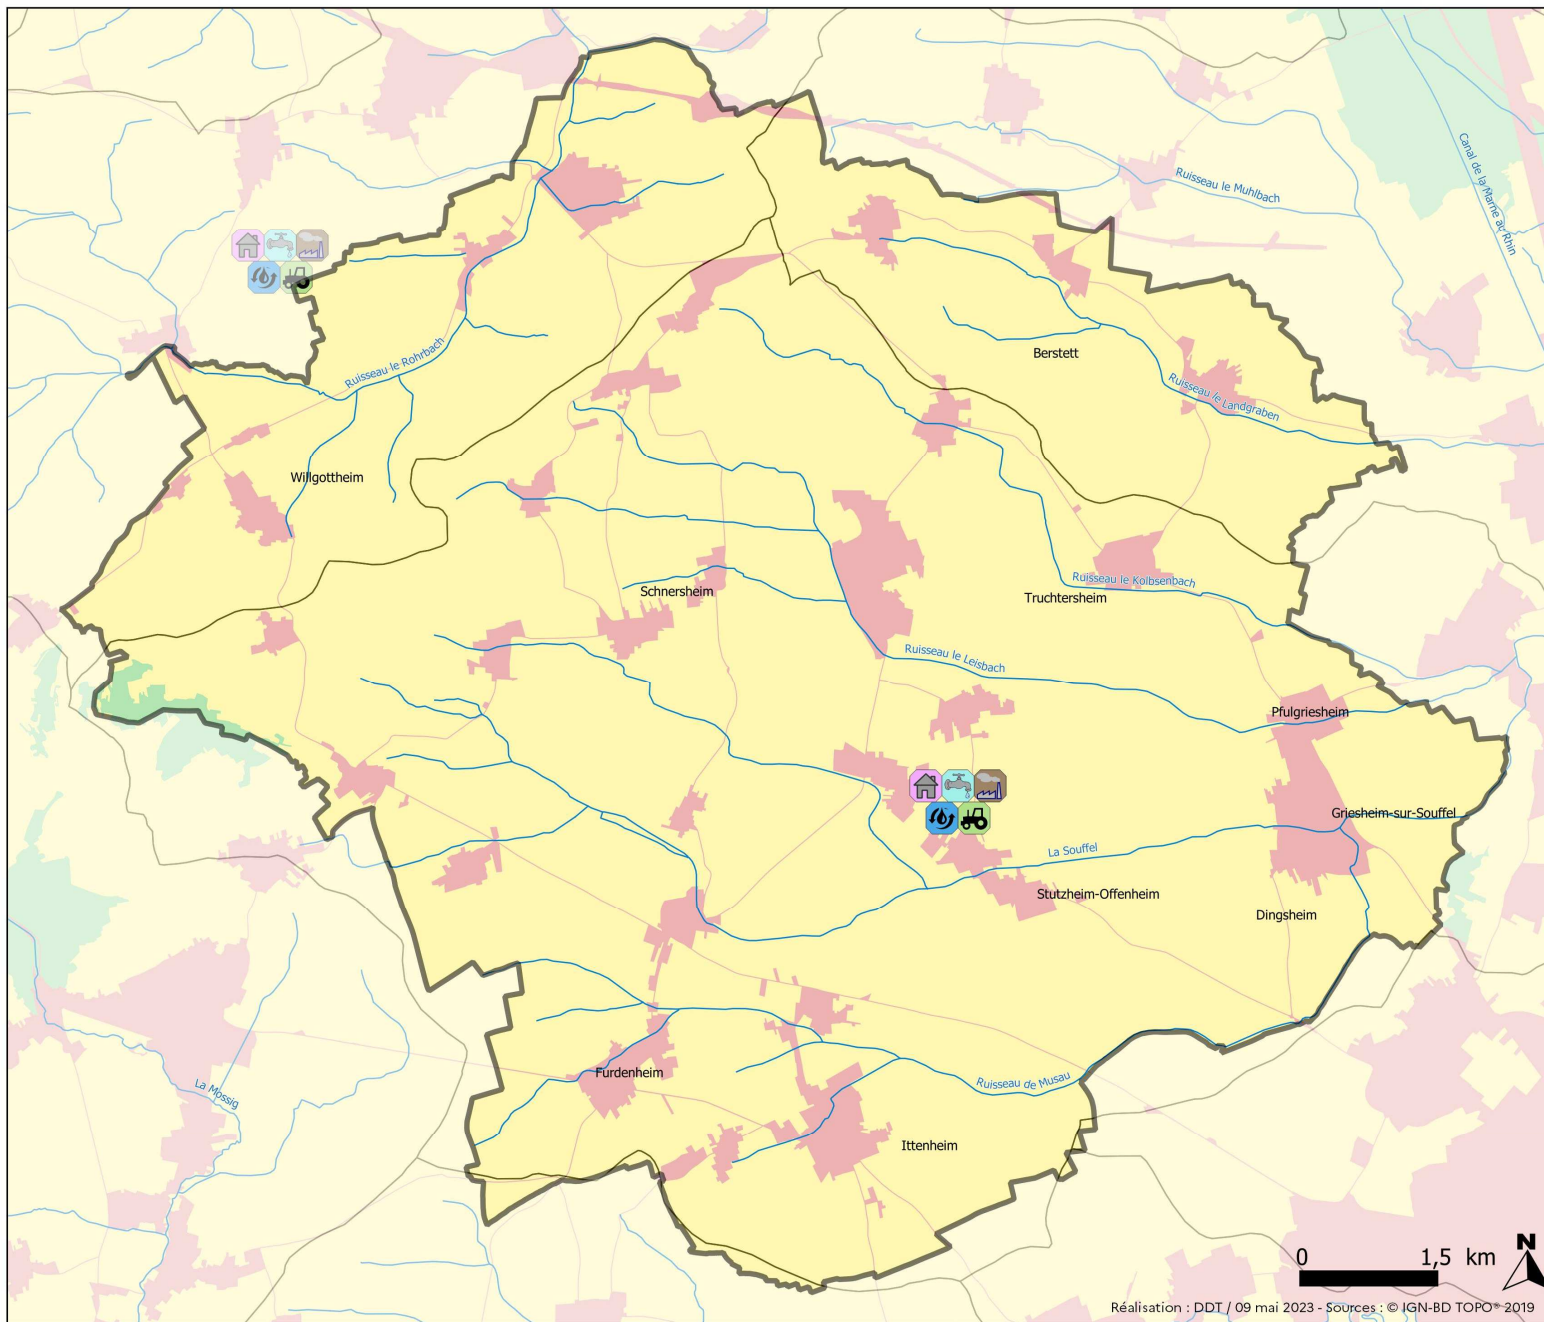 Canal de la Marne au Rhin
Ruisseau le Muhlbach
Ruisseau le Rohrbach
Berstett
Ruisseau le Landgraben
Willgottheim
Schnersheim
Ruisseau le Kolbsenbach
Truchtersheim
Ruisseau le Leisbach
Pfulgriesheim
Griesheim-sur-Souffel
La Souffel
Stutzheim-Offenheim
Dingsheim
Furdenheim
Ruisseau de Musau
La Mossig
Ittenheim
N
0 1,5 km
Réalisation : DDT / 09 mai 2023 - Sources : © IGN-BD TOPO® 2019